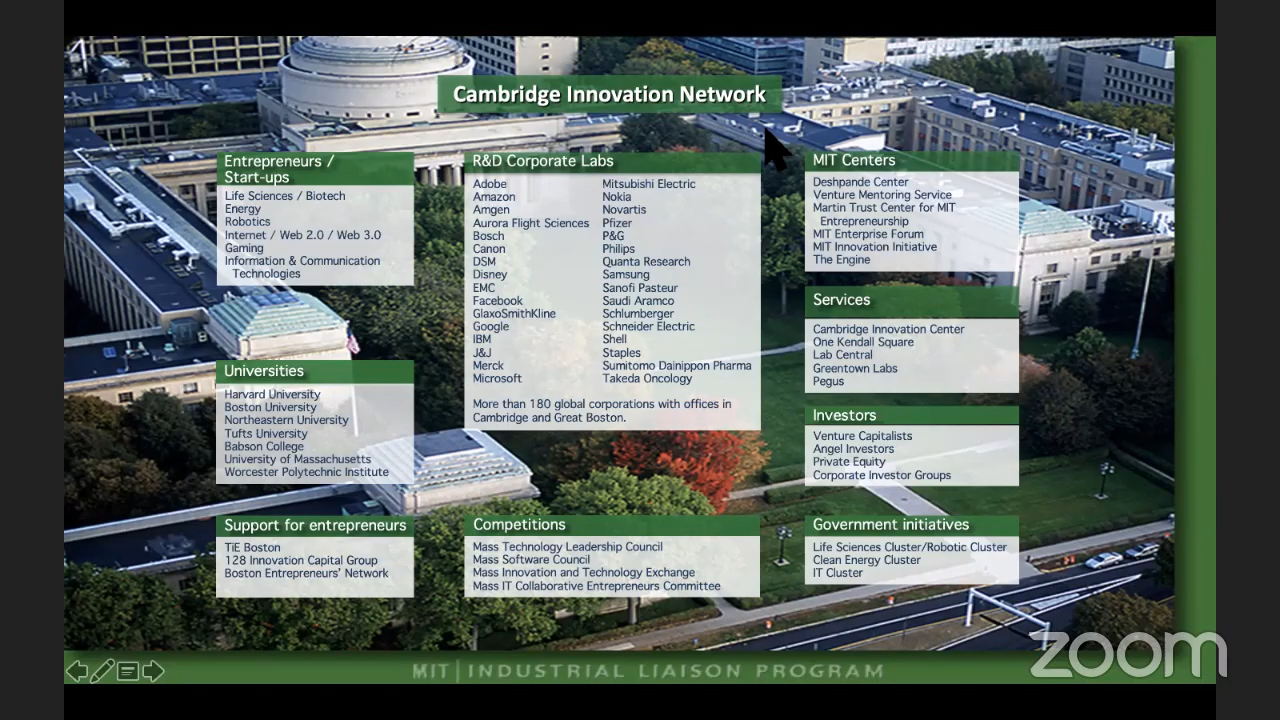 Cambridge Innovation Network
Entrepreneurs /
Start-ups
Life Sciences / Biotech
Energy
Robotics
Internet / Web 2.0 / Web 3.0
Gaming
Information & Communication
Technologies
Universities
Harvard University
Boston University
Northeastern University
Tufts University
Babson College
University of Massachusetts
Worcester Polytechnic Institute
Support for entrepreneurs
TiE Boston
128 Innovation Capital Group
Boston Entrepreneurs' Network
R&D Corporate Labs
Adobe
Amazon
Amgen
Aurora Flight Sciences
Bosch
Canon
DSM
Disney
EMC
Facebook
GlaxoSmithKline
Google
IBM
J&J
Merck
Microsoft
Mitsubishi Electric
Nokia
Novartis
Pfizer
P&G
Philips
Quanta Research
Samsung
Sanofi Pasteur
Saudi Aramco
Schlumberger
Schneider Electric
Shell
Staples
Sumitomo Dainippon Pharma
Takeda Oncology
More than 180 global corporations with offices in
Cambridge and Great Boston.
Competitions
Mass Technology Leadership Council
Mass Software Council
Mass Innovation and Technology Exchange
Mass IT Collaborative Entrepreneurs Committee
MIT Centers
Deshpande Center
Venture Mentoring Service
Martin Trust Center for MIT
Entrepreneurship
MIT Enterprise Forum
MIT Innovation Initiative
The Engine
Services
Cambridge Innovation Center
One Kendall Square
Lab Central
Greentown Labs
Pegus
Investors
Venture Capitalists
Angel Investors
Private Equity
Corporate Investor Groups
Government initiatives
Life Sciences Cluster/Robotic Cluster
Clean Energy Cluster
IT Cluster
MIT | INDUSTRIAL LIAISON PROGRAM
zoom